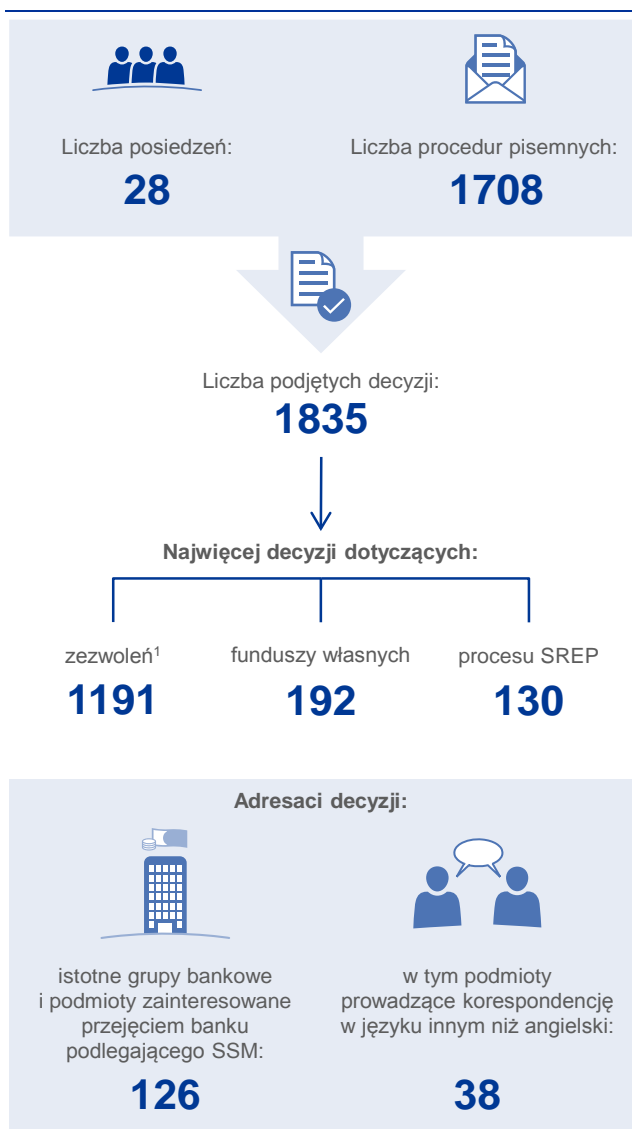 Liczba posiedzeń:
28
Liczba procedur pisemnych:
1708
Liczba podjętych decyzji:
1835
Najwięcej decyzji dotyczących:
zezwoleń¹
1191
funduszy własnych
192
procesu SREP
130
Adresaci decyzji:
istotne grupy bankowe
i podmioty zainteresowane
przejęciem banku
podlegającego SSM:
126
w tym podmioty
prowadzące korespondencję
w języku innym niż angielski:
38